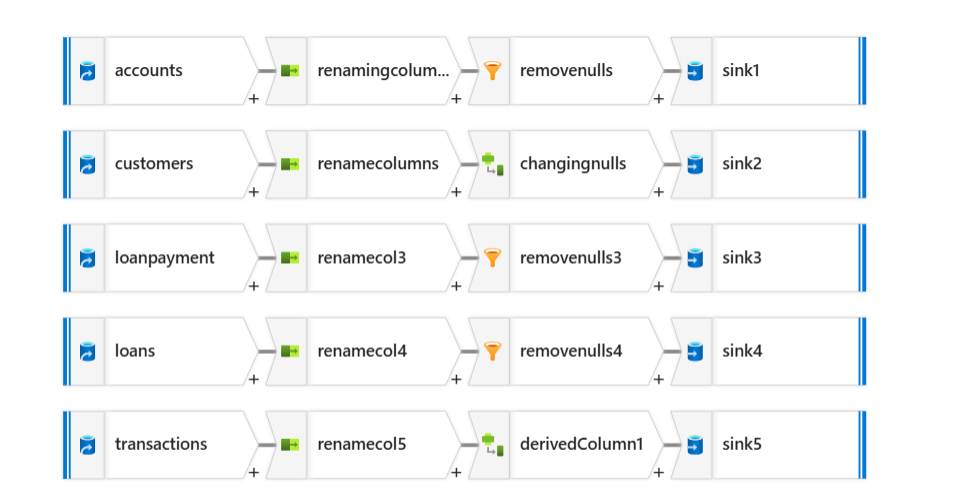 accounts renamingcolum... removenulls sink1
+ + +
customers renamecolumns changingnulls sink2
+ + +
loanpayment renamecol3 removenulls3 sink3
+ + +
loans renamecol4 removenulls4 sink4
+ + +
transactions renamecol5 derivedColumn1 sink5
+ + +